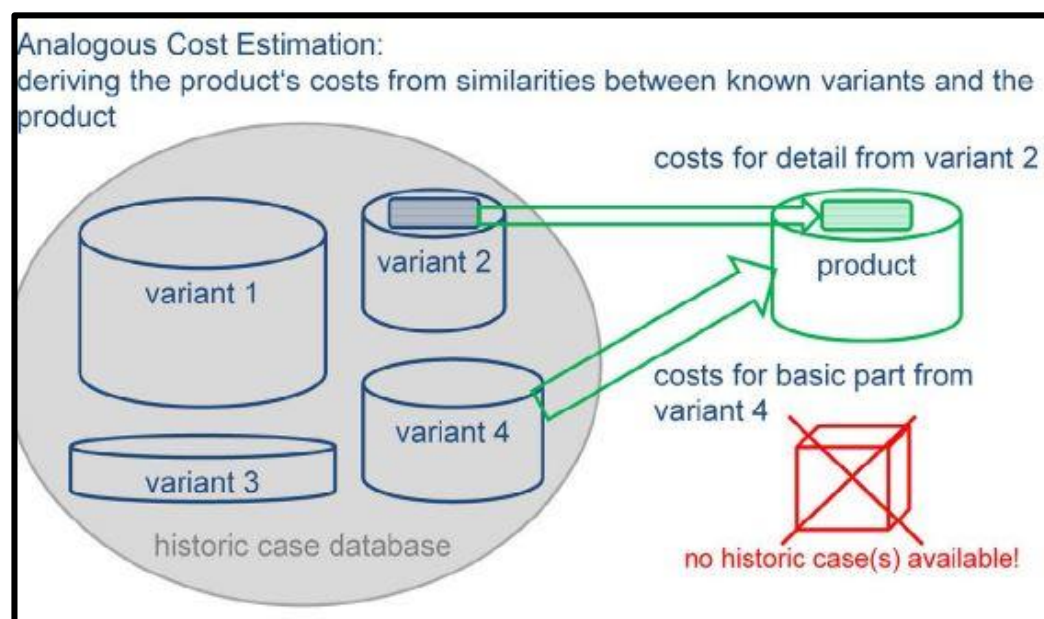 Analogous Cost Estimation:
deriving the product‘s costs from similarities between known variants and the
product
costs for detail from variant 2
variant 1
variant 2
product
costs for basic part from
variant 4
variant 4
variant 3
historic case database
no historic case(s) available!